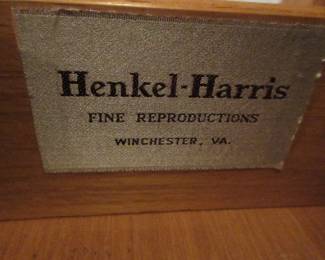 Henkel-Harris
FINE REPRODUCTIONS
WINCHESTER, VA.